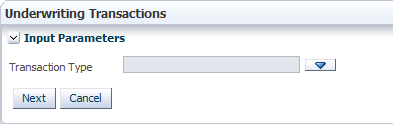 Underwriting Transactions
Input Parameters
Transaction Type
Next Cancel